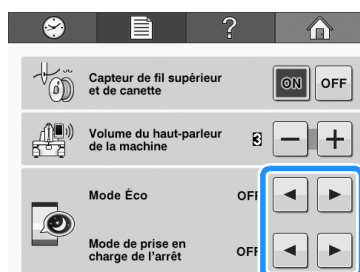 ?
Capteur de fil supérieur
et de canette
ON OFF
Volume du haut-parleur
de la machine
3 − +
Mode Éco
OFF
Mode de prise en
charge de l'arrêt
OFF